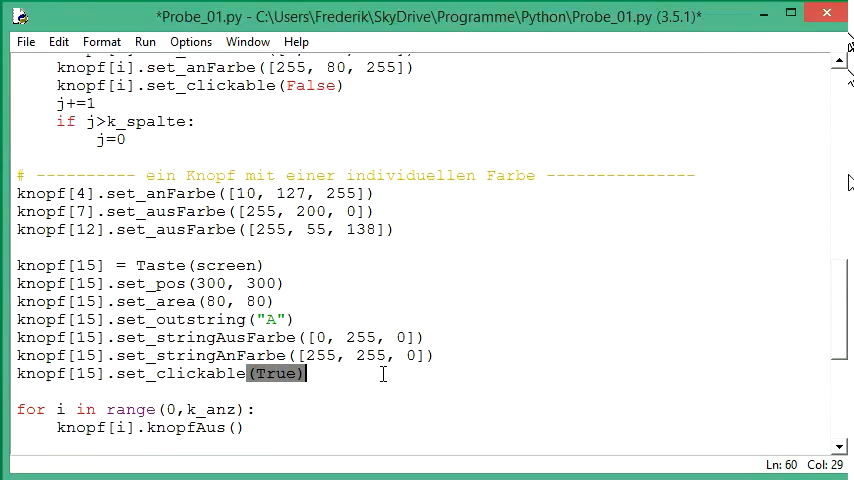 *Probe_01.py - C:\Users\Frederik\SkyDrive\Programme\Python\Probe_01.py (3.5.1)*
File Edit Format Run Options Window Help
knopf[i].set_anFarbe([255, 80, 255])
knopf[i].set_clickable(False)
j+=1
if j>k_spalte:
j=0
# ---------- ein Knopf mit einer individuellen Farbe ---------------
knopf[4].set_anFarbe([10, 127, 255])
knopf[7].set_ausFarbe([255, 200, 0])
knopf[12].set_ausFarbe([255, 55, 138])
knopf[15] = Taste(screen)
knopf[15].set_pos(300, 300)
knopf[15].set_area(80, 80)
knopf[15].set_outstring("A")
knopf[15].set_stringAusFarbe([0, 255, 0])
knopf[15].set_stringAnFarbe([255, 255, 0])
knopf[15].set_clickable(True)
for i in range(0,k_anz):
knopf[i].knopfAus()
Ln: 60 Col: 29